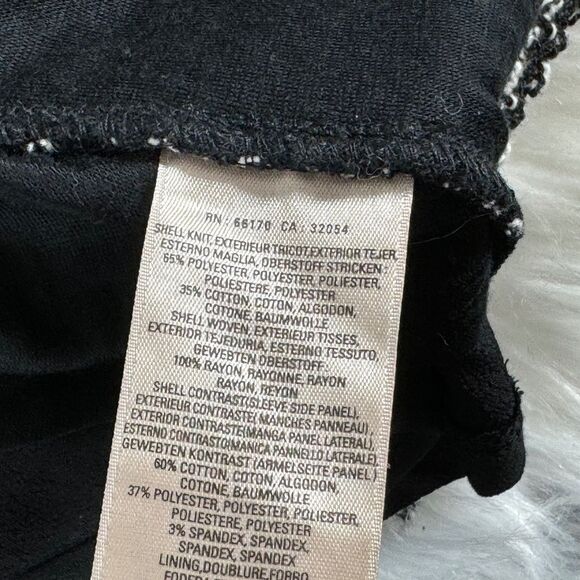 RN : 66170 CA : 32054
SHELL KNIT, EXTERIEUR TRICOT,EXTERIOR TEJER,
ESTERNO MAGLIA, OBERSTOFF STRICKEN :
65% POLYESTER, POLYESTER, POLIESTER,
POLIESTERE, POLYESTER
35% COTTON, COTON, ALGODON,
COTONE, BAUMWOLLE
SHELL WOVEN, EXTERIEUR TISSES,
EXTERIOR TEJEDURIA, ESTERNO TESSUTO,
GEWEBTEN OBERSTOFF:
100% RAYON, RAYONNE, RAYON
RAYON, REYON
SHELL CONTRAST(SLEEVE SIDE PANEL),
EXTERIEUR CONTRASTE( MANCHES PANNEAU),
EXTERIOR CONTRASTE(MANGA PANEL LATERAL),
ESTERNO CONTRASTO(MANICA PANNELLO LATERALE),
GEWEBTEN KONTRAST (ARMELSEITE PANEL)
60% COTTON, COTON, ALGODON,
COTONE, BAUMWOLLE
37% POLYESTER, POLYESTER, POLIESTER,
POLIESTERE, POLYESTER
3% SPANDEX, SPANDEX,
SPANDEX, SPANDEX
LINING,DOUBLURE,FORRO
FODERA